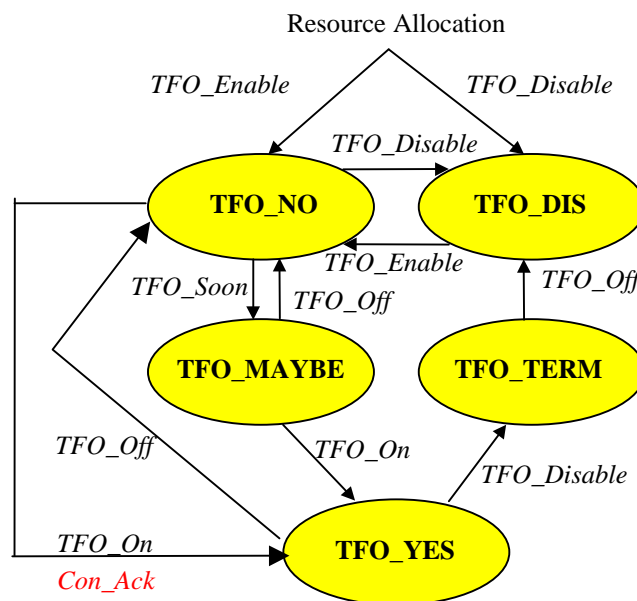 Resource Allocation
TFO_Enable
TFO_Disable
TFO_Disable
TFO_NO
TFO_DIS
TFO_Enable
TFO_Soon
TFO_Off
TFO_Off
TFO_MAYBE
TFO_TERM
TFO_Off
TFO_On
TFO_Disable
TFO_On
TFO_YES
Con_Ack